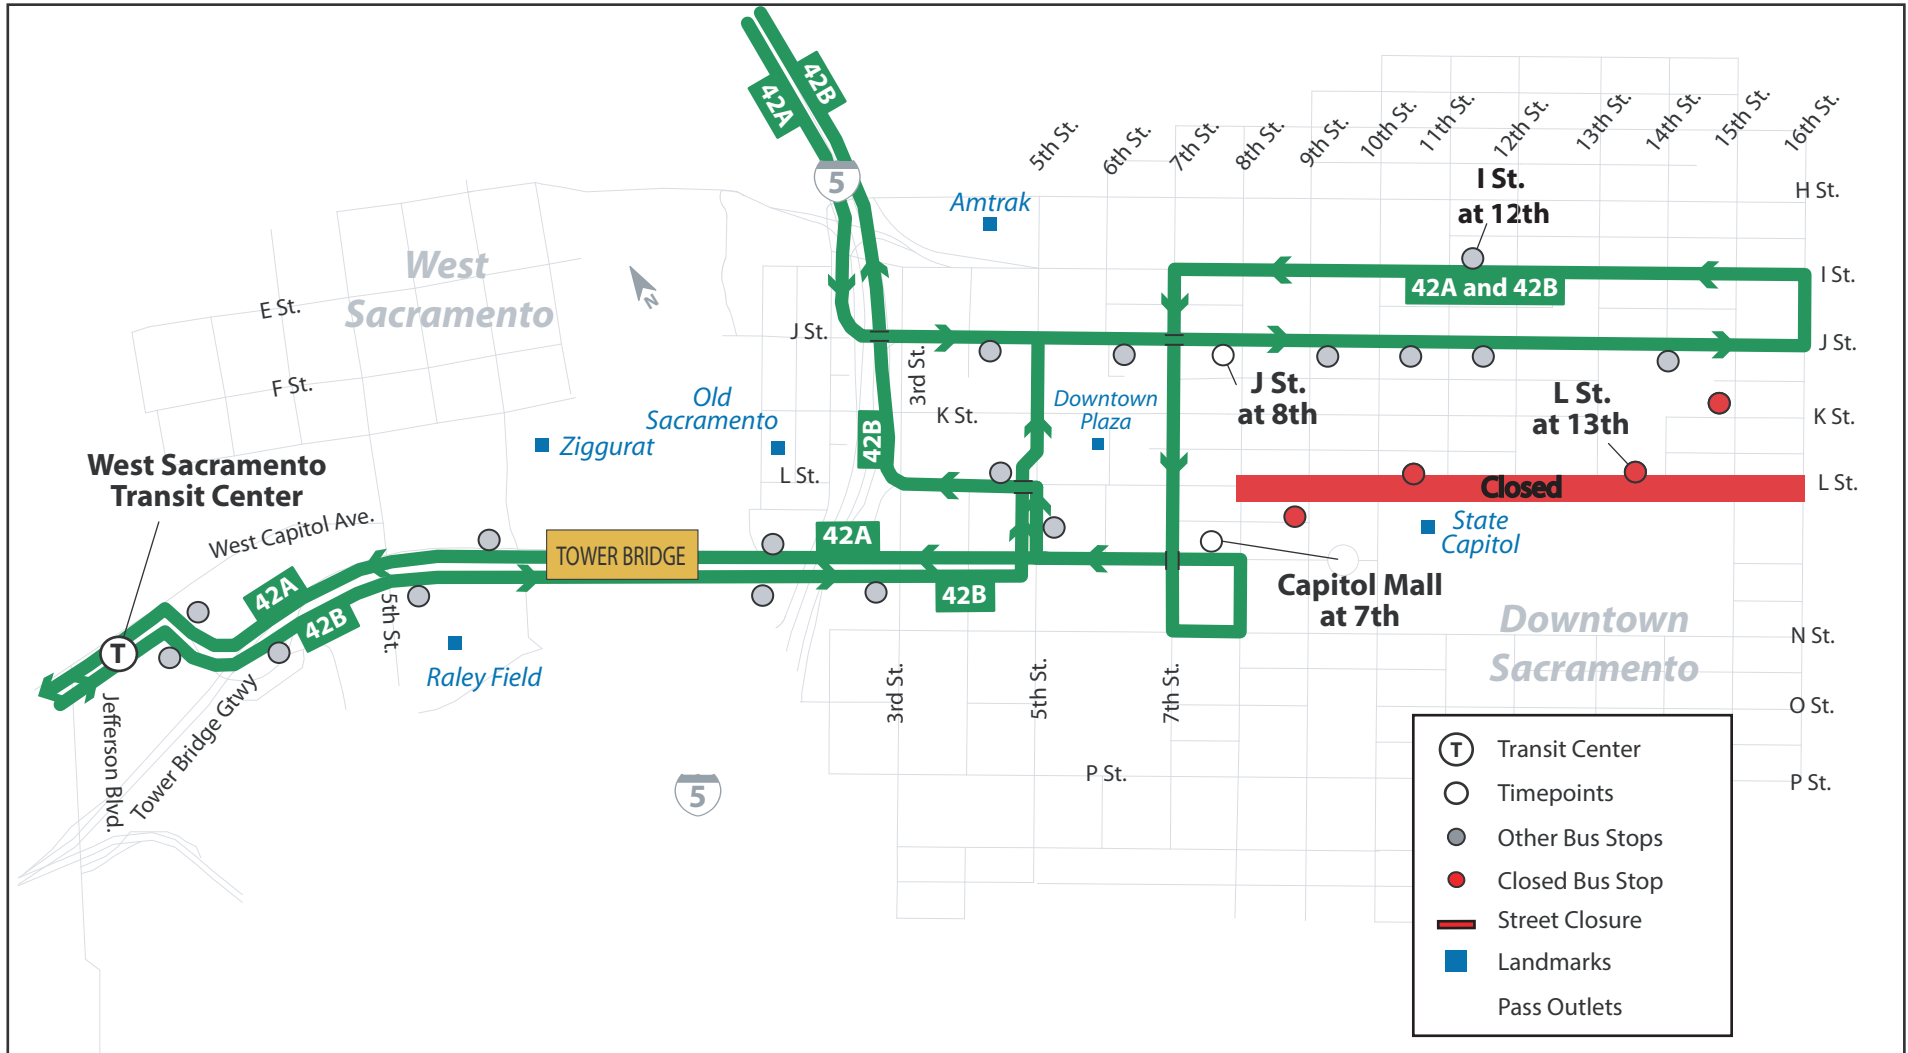 42B
42A
5
5th St.
6th St.
7th St.
8th St.
9th St.
10th St.
11th St.
12th St.
13th St.
14th St.
15th St.
16th St.
H St.
I St.
at 12th
Amtrak
West
Sacramento
N
E St.
F St.
42A and 42B
I St.
J St.
J St.
3rd St.
K St.
Old
Sacramento
Downtown
Plaza
J St.
at 8th
L St.
at 13th
K St.
42B
Ziggurat
L St.
Closed
L St.
West Sacramento
Transit Center
West Capitol Ave.
State
Capitol
TOWER BRIDGE
42A
42B
42A
42B
5th St.
Capitol Mall
at 7th
Downtown
Sacramento
N St.
T
Raley Field
Jefferson Blvd.
Tower Bridge Gtwy
3rd St.
5th St.
7th St.
O St.
5
P St.
P St.
T Transit Center
Timepoints
Other Bus Stops
Closed Bus Stop
Street Closure
Landmarks
Pass Outlets